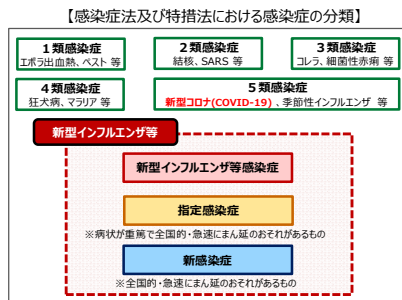 【感染症法及び特措法における感染症の分類】
1類感染症
エボラ出血熱、ペスト 等
2類感染症
結核、SARS 等
3類感染症
コレラ、細菌性赤痢 等
4類感染症
狂犬病、マラリア 等
5類感染症
新型コロナ(COVID-19)、季節性インフルエンザ 等
新型インフルエンザ等
新型インフルエンザ等感染症
指定感染症
※病状が重篤で全国的・急速にまん延のおそれがあるもの
新感染症
※全国的・急速にまん延のおそれがあるもの